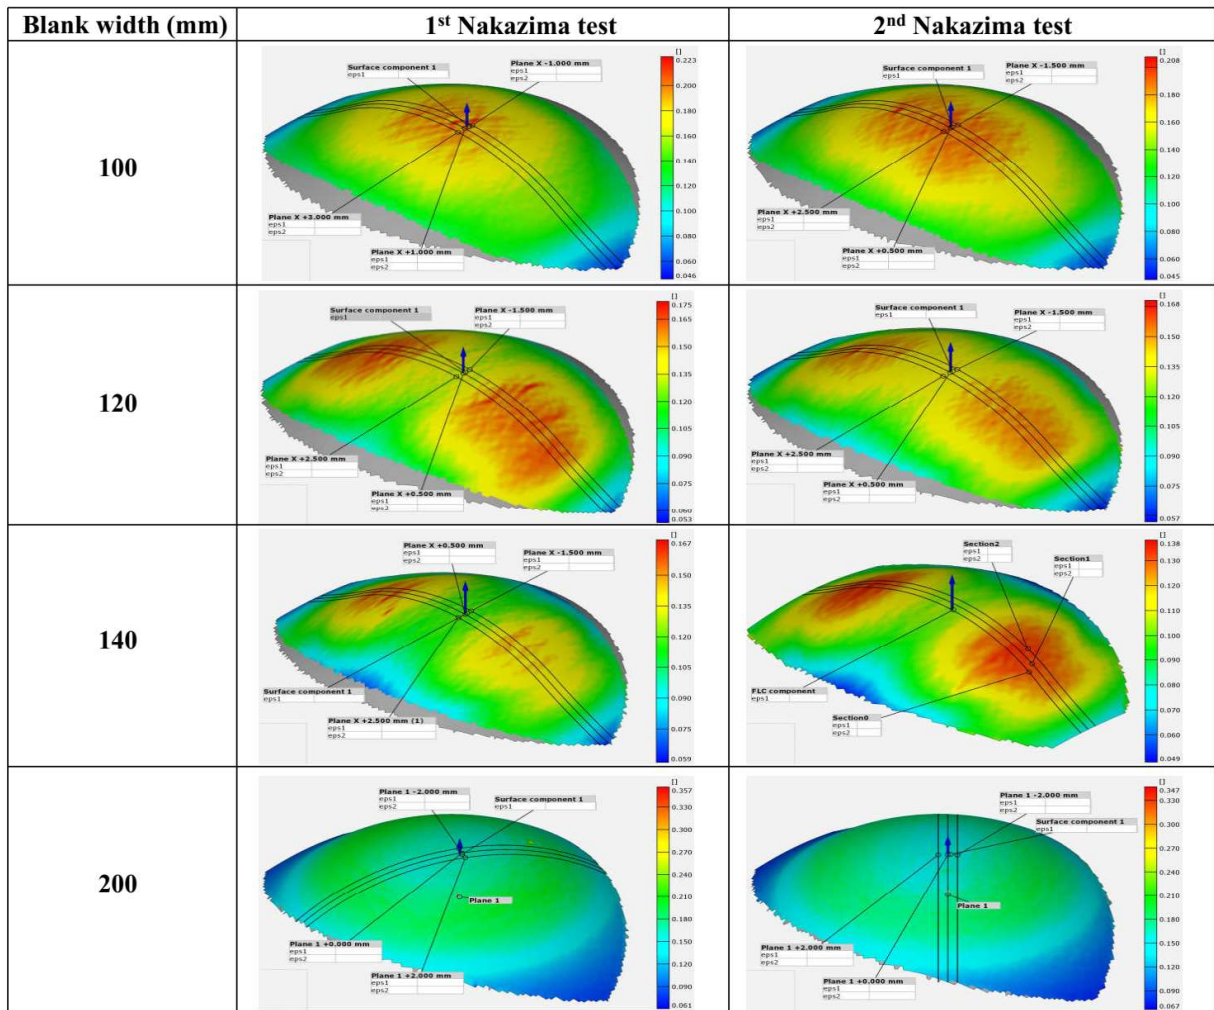 Blank width (mm) 1st Nakazima test 2nd Nakazima test
100
Surface component 1
eps1
Plane X -1.000 mm
eps1
eps2
Plane X +3.000 mm
eps1
eps2
Plane X +1.000 mm
eps1
eps2
[]
0.223
0.200
0.180
0.160
0.140
0.120
0.100
0.080
0.060
0.046
Surface component 1
eps1
Plane X -1.500 mm
eps1
eps2
Plane X +2.500 mm
eps1
eps2
Plane X +0.500 mm
eps1
eps2
[]
0.208
0.180
0.160
0.140
0.120
0.100
0.080
0.060
0.045
120
Surface component 1
eps1
Plane X -1.500 mm
eps1
eps2
Plane X +2.500 mm
eps1
eps2
Plane X +0.500 mm
eps1
eps2
[]
0.175
0.165
0.150
0.135
0.120
0.105
0.090
0.075
0.060
0.053
Surface component 1
eps1
Plane X -1.500 mm
eps1
eps2
Plane X +2.500 mm
eps1
eps2
Plane X +0.500 mm
eps1
eps2
[]
0.168
0.150
0.135
0.120
0.105
0.090
0.075
0.057
140
Plane X +0.500 mm
eps1
eps2
Plane X -1.500 mm
eps1
eps2
Surface component 1
eps1
Plane X +2.500 mm (1)
eps1
eps2
[]
0.167
0.150
0.135
0.120
0.105
0.090
0.075
0.059
Section2
eps1
eps2
Section1
eps1
eps2
FLC component
eps1
Section0
eps1
eps2
[]
0.138
0.120
0.110
0.100
0.090
0.080
0.070
0.060
0.049
200
Plane 1 -2.000 mm
eps1
eps2
Surface component 1
eps1
Plane 1
Plane 1 +0.000 mm
eps1
eps2
Plane 1 +2.000 mm
eps1
eps2
[]
0.357
0.330
0.300
0.270
0.240
0.210
0.180
0.150
0.120
0.090
0.061
Plane 1 -2.000 mm
eps1
eps2
Surface component 1
eps1
Plane 1
Plane 1 +2.000 mm
eps1
eps2
Plane 1 +0.000 mm
eps1
eps2
[]
0.347
0.330
0.300
0.270
0.240
0.210
0.180
0.150
0.120
0.090
0.067